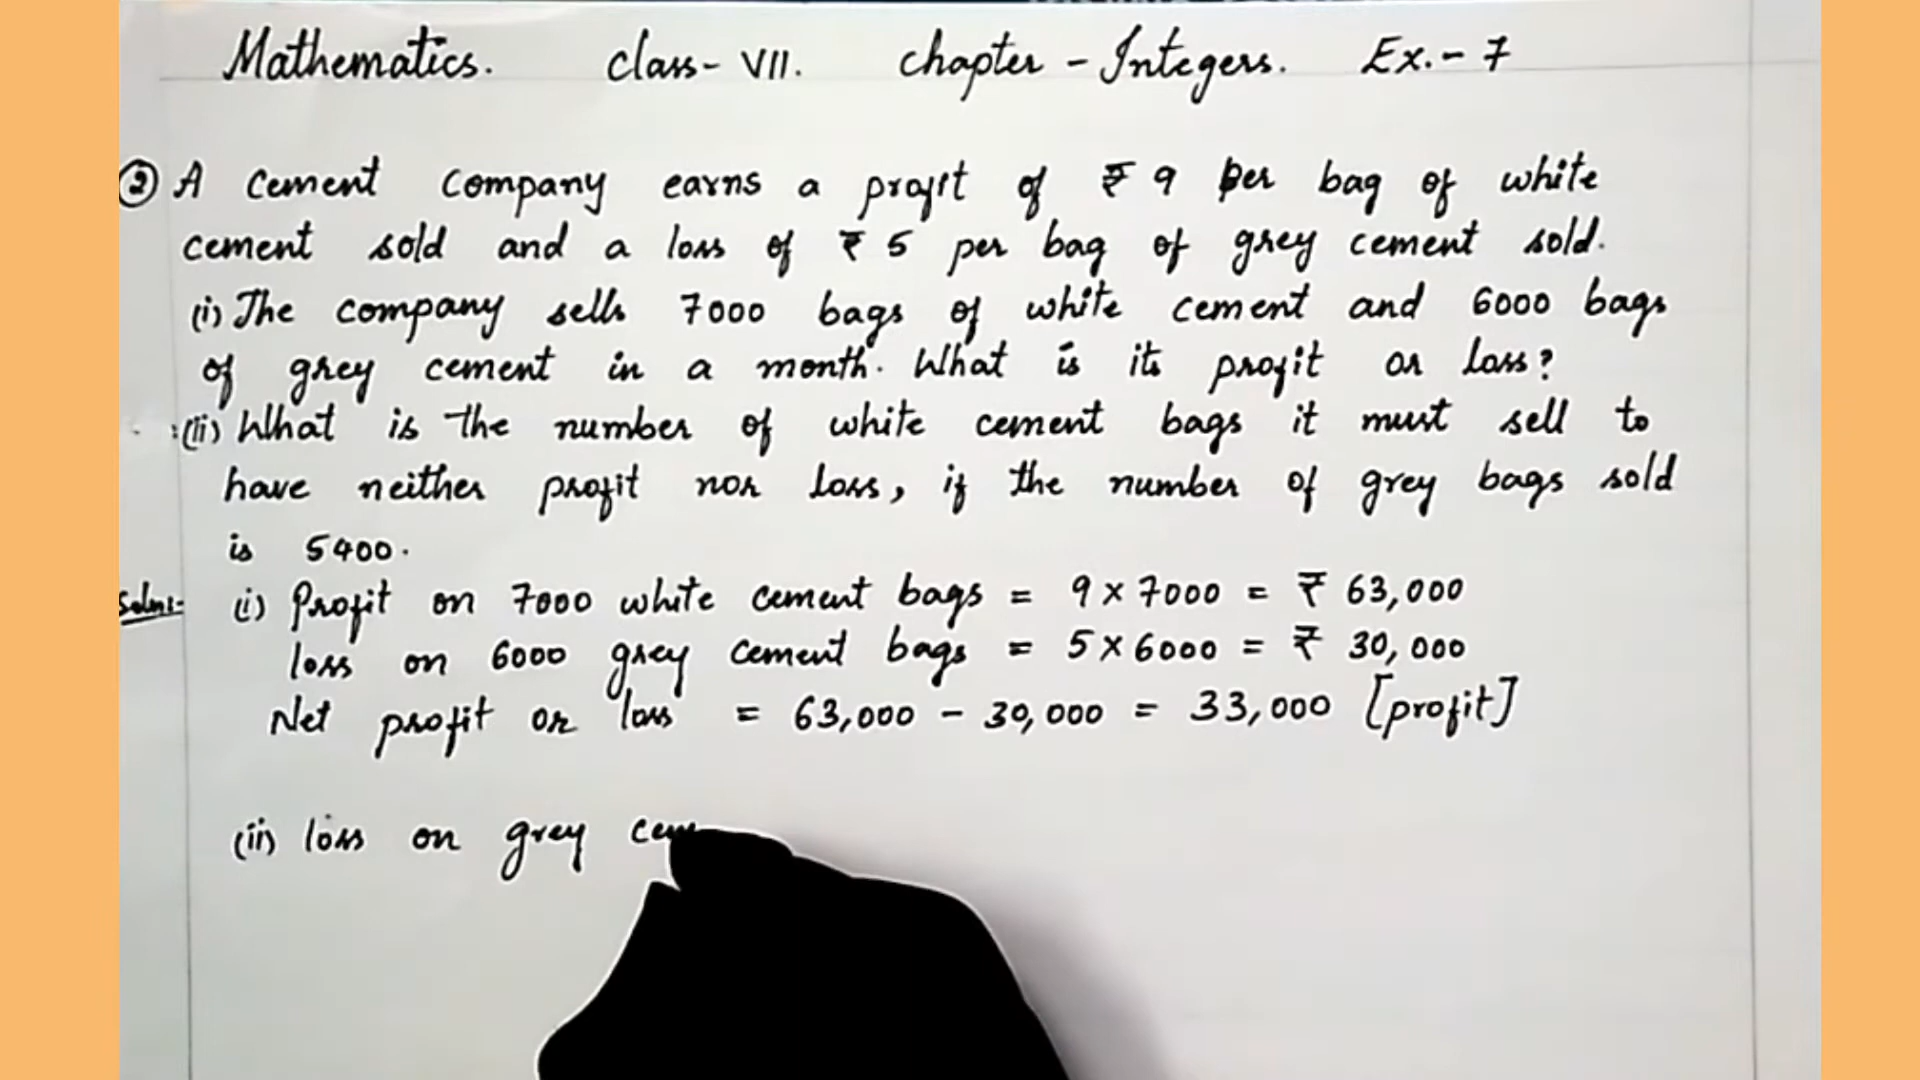 Mathematics. class- VII. chapter - Integers. Ex.- 7
② A cement company earns a profit of ₹ 9 per bag of white
cement sold and a loss of ₹ 5 per bag of grey cement sold.
(i) The company sells 7000 bags of white cement and 6000 bags
of grey cement in a month. What is its profit or loss?
(ii) What is the number of white cement bags it must sell to
have neither profit nor loss, if the number of grey bags sold
is 5400.
Soln:- (i) Profit on 7000 white cement bags = 9 × 7000 = ₹ 63,000
loss on 6000 grey cement bags = 5 × 6000 = ₹ 30,000
Net profit or loss = 63,000 - 30,000 = 33,000 [profit]
(ii) loss on grey cem